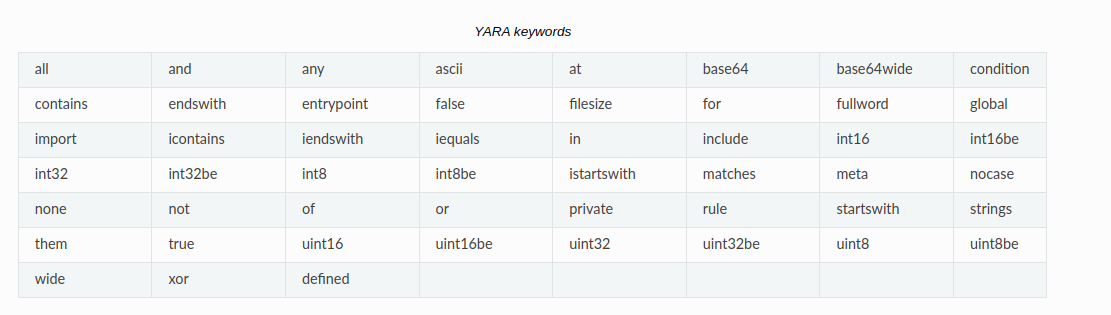 YARA keywords
all and any ascii at base64 base64wide condition
contains endswith entrypoint false filesize for fullword global
import icontains iendswith iequals in include int16 int16be
int32 int32be int8 int8be istartswith matches meta nocase
none not of or private rule startswith strings
them true uint16 uint16be uint32 uint32be uint8 uint8be
wide xor defined